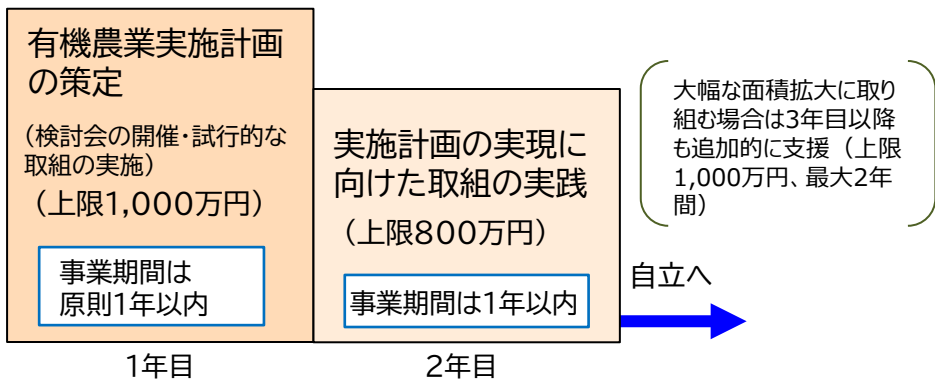 有機農業実施計画
の策定
（検討会の開催・試行的な
取組の実施）
（上限1,000万円）
事業期間は
原則1年以内
1年目
実施計画の実現に
向けた取組の実践
（上限800万円）
事業期間は1年以内
2年目
大幅な面積拡大に取り
組む場合は3年目以降
も追加的に支援（上限
1,000万円、最大2年
間）
自立へ